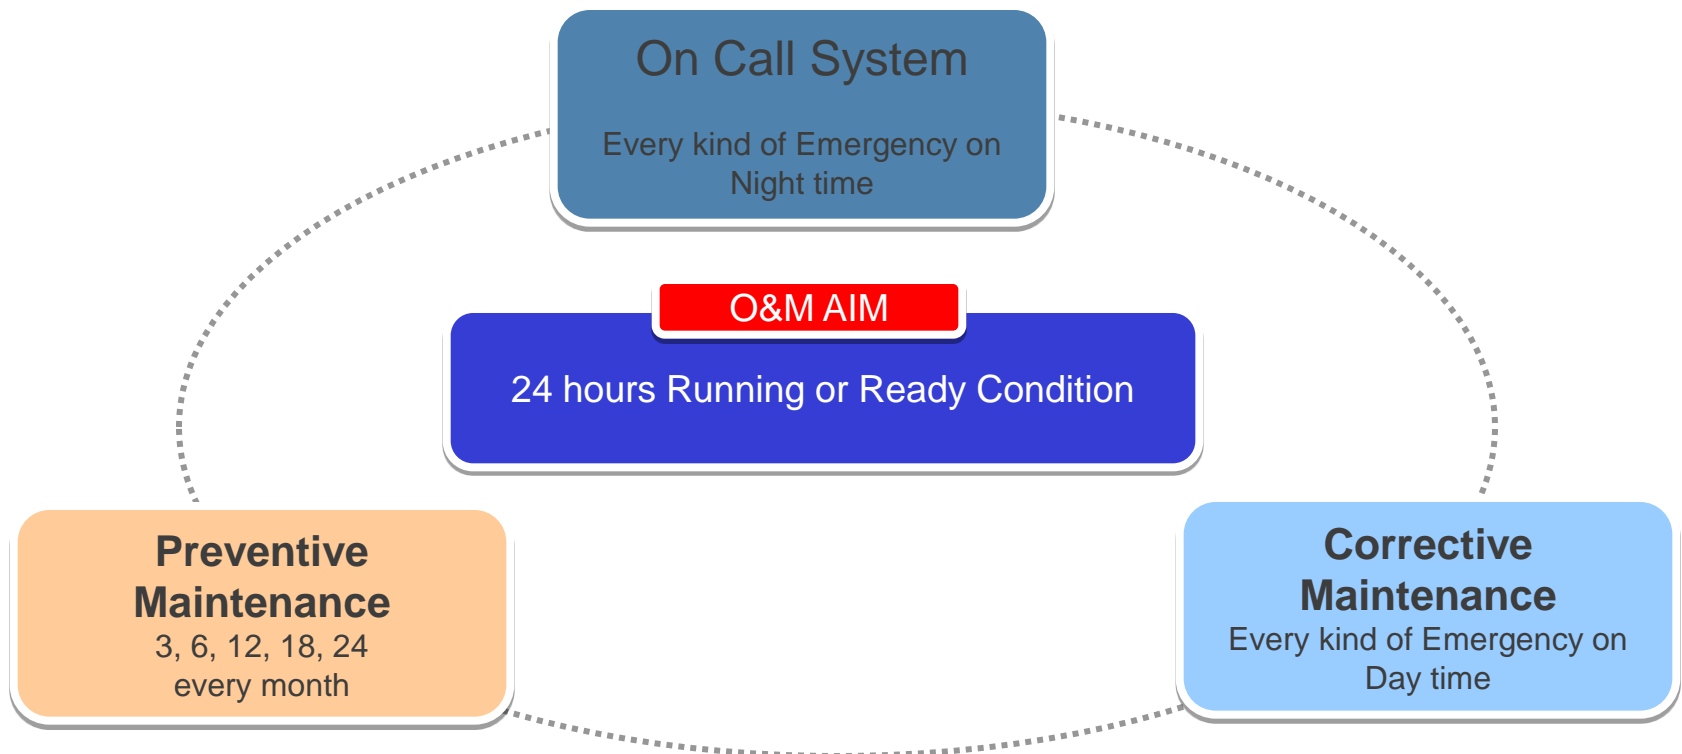 On Call System
Every kind of Emergency on
Night time
O&M AIM
24 hours Running or Ready Condition
Preventive
Maintenance
3, 6, 12, 18, 24
every month
Corrective
Maintenance
Every kind of Emergency on
Day time